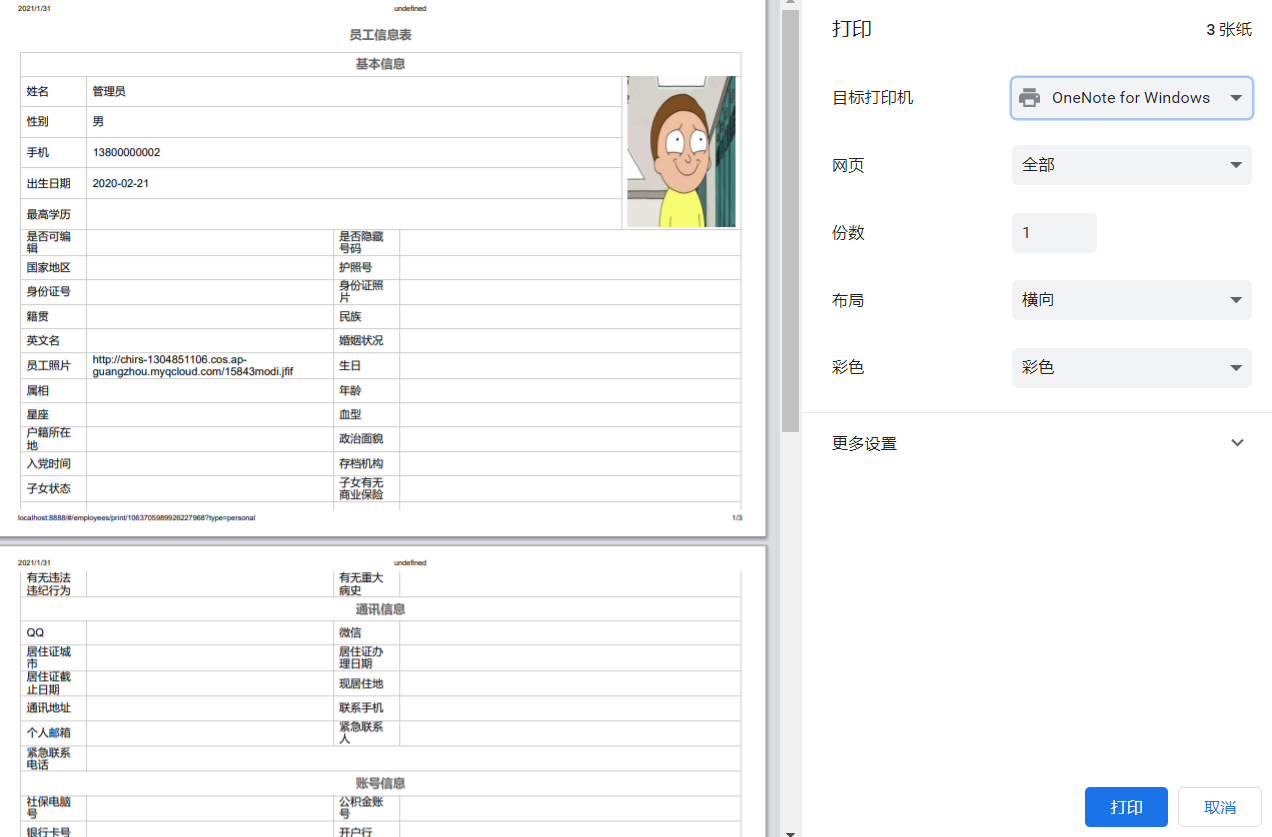 2021/1/31 undefined
员工信息表
基本信息
姓名 管理员
性别 男
手机 13800000002
出生日期 2020-02-21
最高学历
是否可编
辑
是否隐藏
号码
国家地区 护照号
身份证号
身份证照
片
籍贯 民族
英文名 婚姻状况
员工照片
http://chirs-1304851106.cos.ap-
guangzhou.myqcloud.com/15843modi.jfif
生日
属相 年龄
星座 血型
户籍所在
地
政治面貌
入党时间 存档机构
子女状态
子女有无
商业保险
localhost:8888/#/employees/print/1063705989926227968?type=personal 1/3
2021/1/31 undefined
有无违法
违纪行为
有无重大
病史
通讯信息
QQ 微信
居住证城
市
居住证办
理日期
居住证截
止日期
现居住地
通讯地址 联系手机
个人邮箱
紧急联系
人
紧急联系
电话
账号信息
社保电脑
号
公积金账
号
银行卡号 开户行
打印 3 张纸
目标打印机 OneNote for Windows
网页 全部
份数 1
布局 横向
彩色 彩色
更多设置
打印 取消